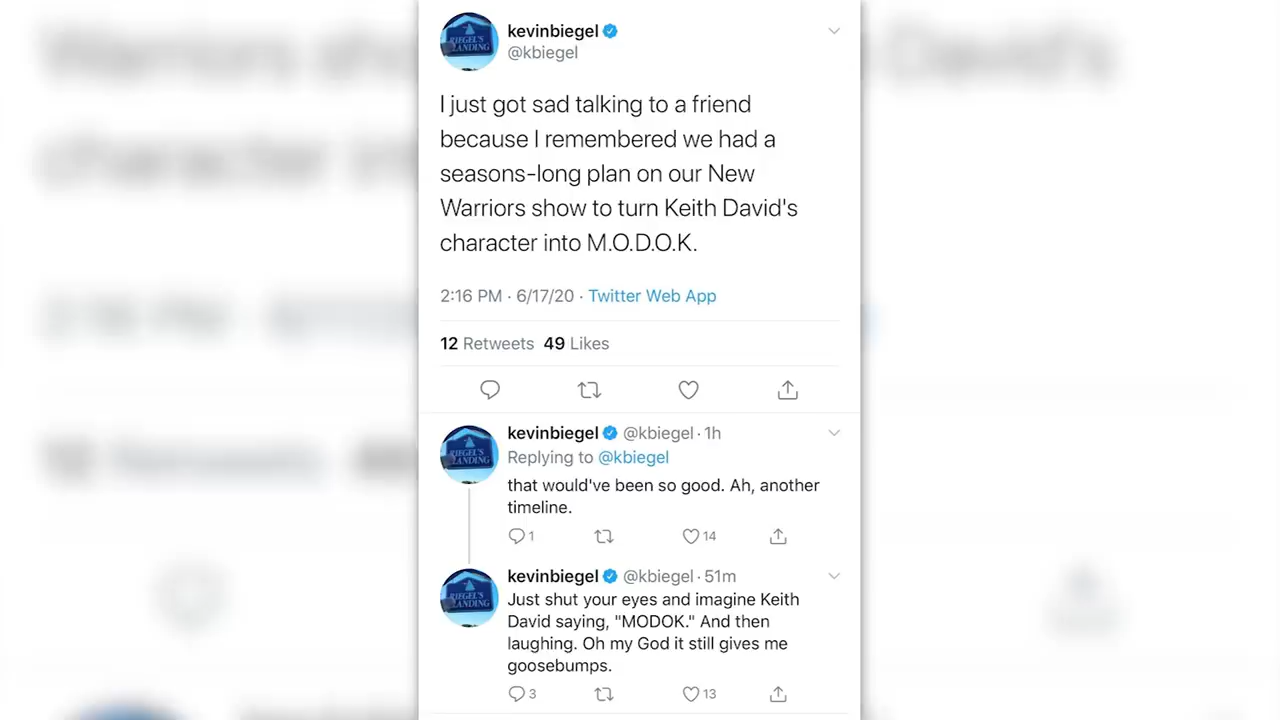 kevinbiegel
@kbiegel
I just got sad talking to a friend
because I remembered we had a
seasons-long plan on our New
Warriors show to turn Keith David's
character into M.O.D.O.K.
2:16 PM · 6/17/20 · Twitter Web App
12 Retweets 49 Likes
kevinbiegel @kbiegel · 1h
Replying to @kbiegel
that would've been so good. Ah, another
timeline.
1 14
kevinbiegel @kbiegel · 51m
Just shut your eyes and imagine Keith
David saying, "MODOK." And then
laughing. Oh my God it still gives me
goosebumps.
3 13